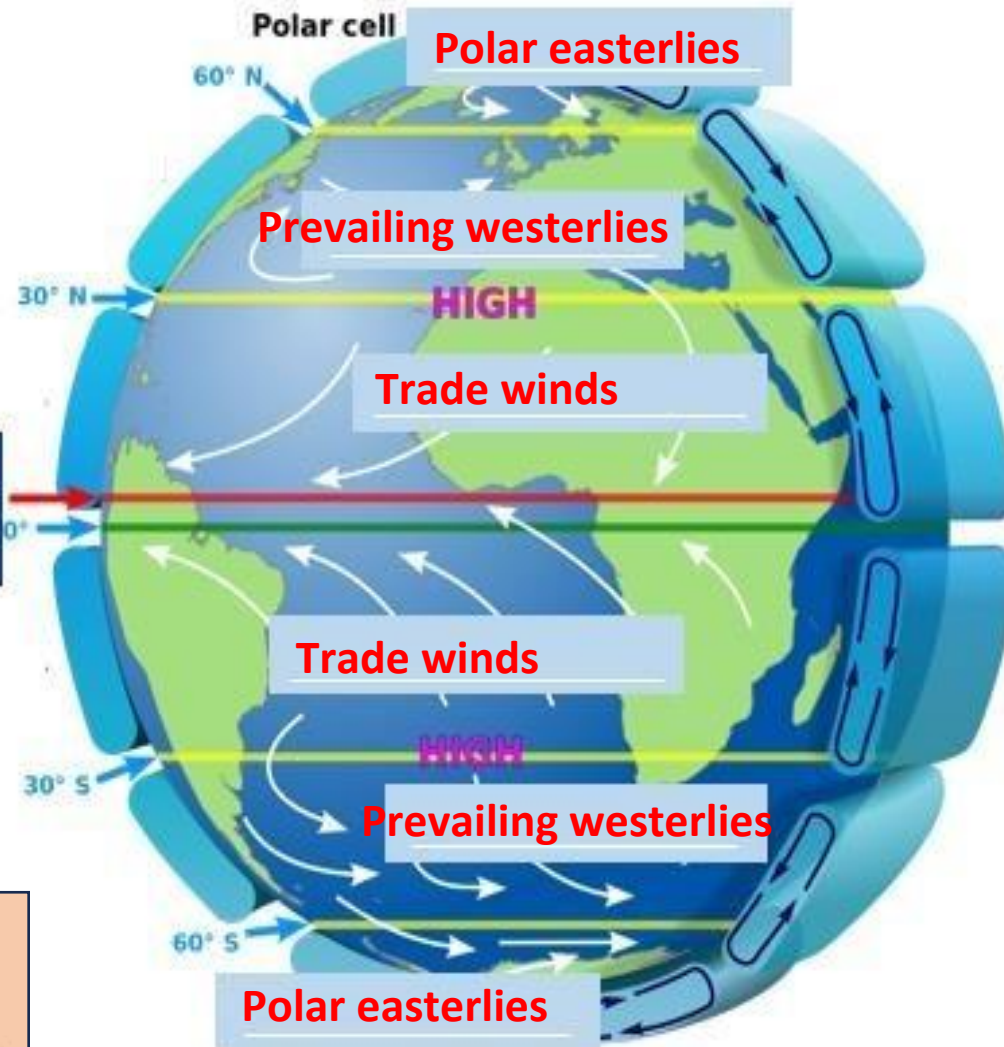 Polar cell
Polar easterlies
60° N
Prevailing westerlies
30° N
HIGH
Trade winds
0°
Trade winds
HIGH
30° S
Prevailing westerlies
60° S
Polar easterlies